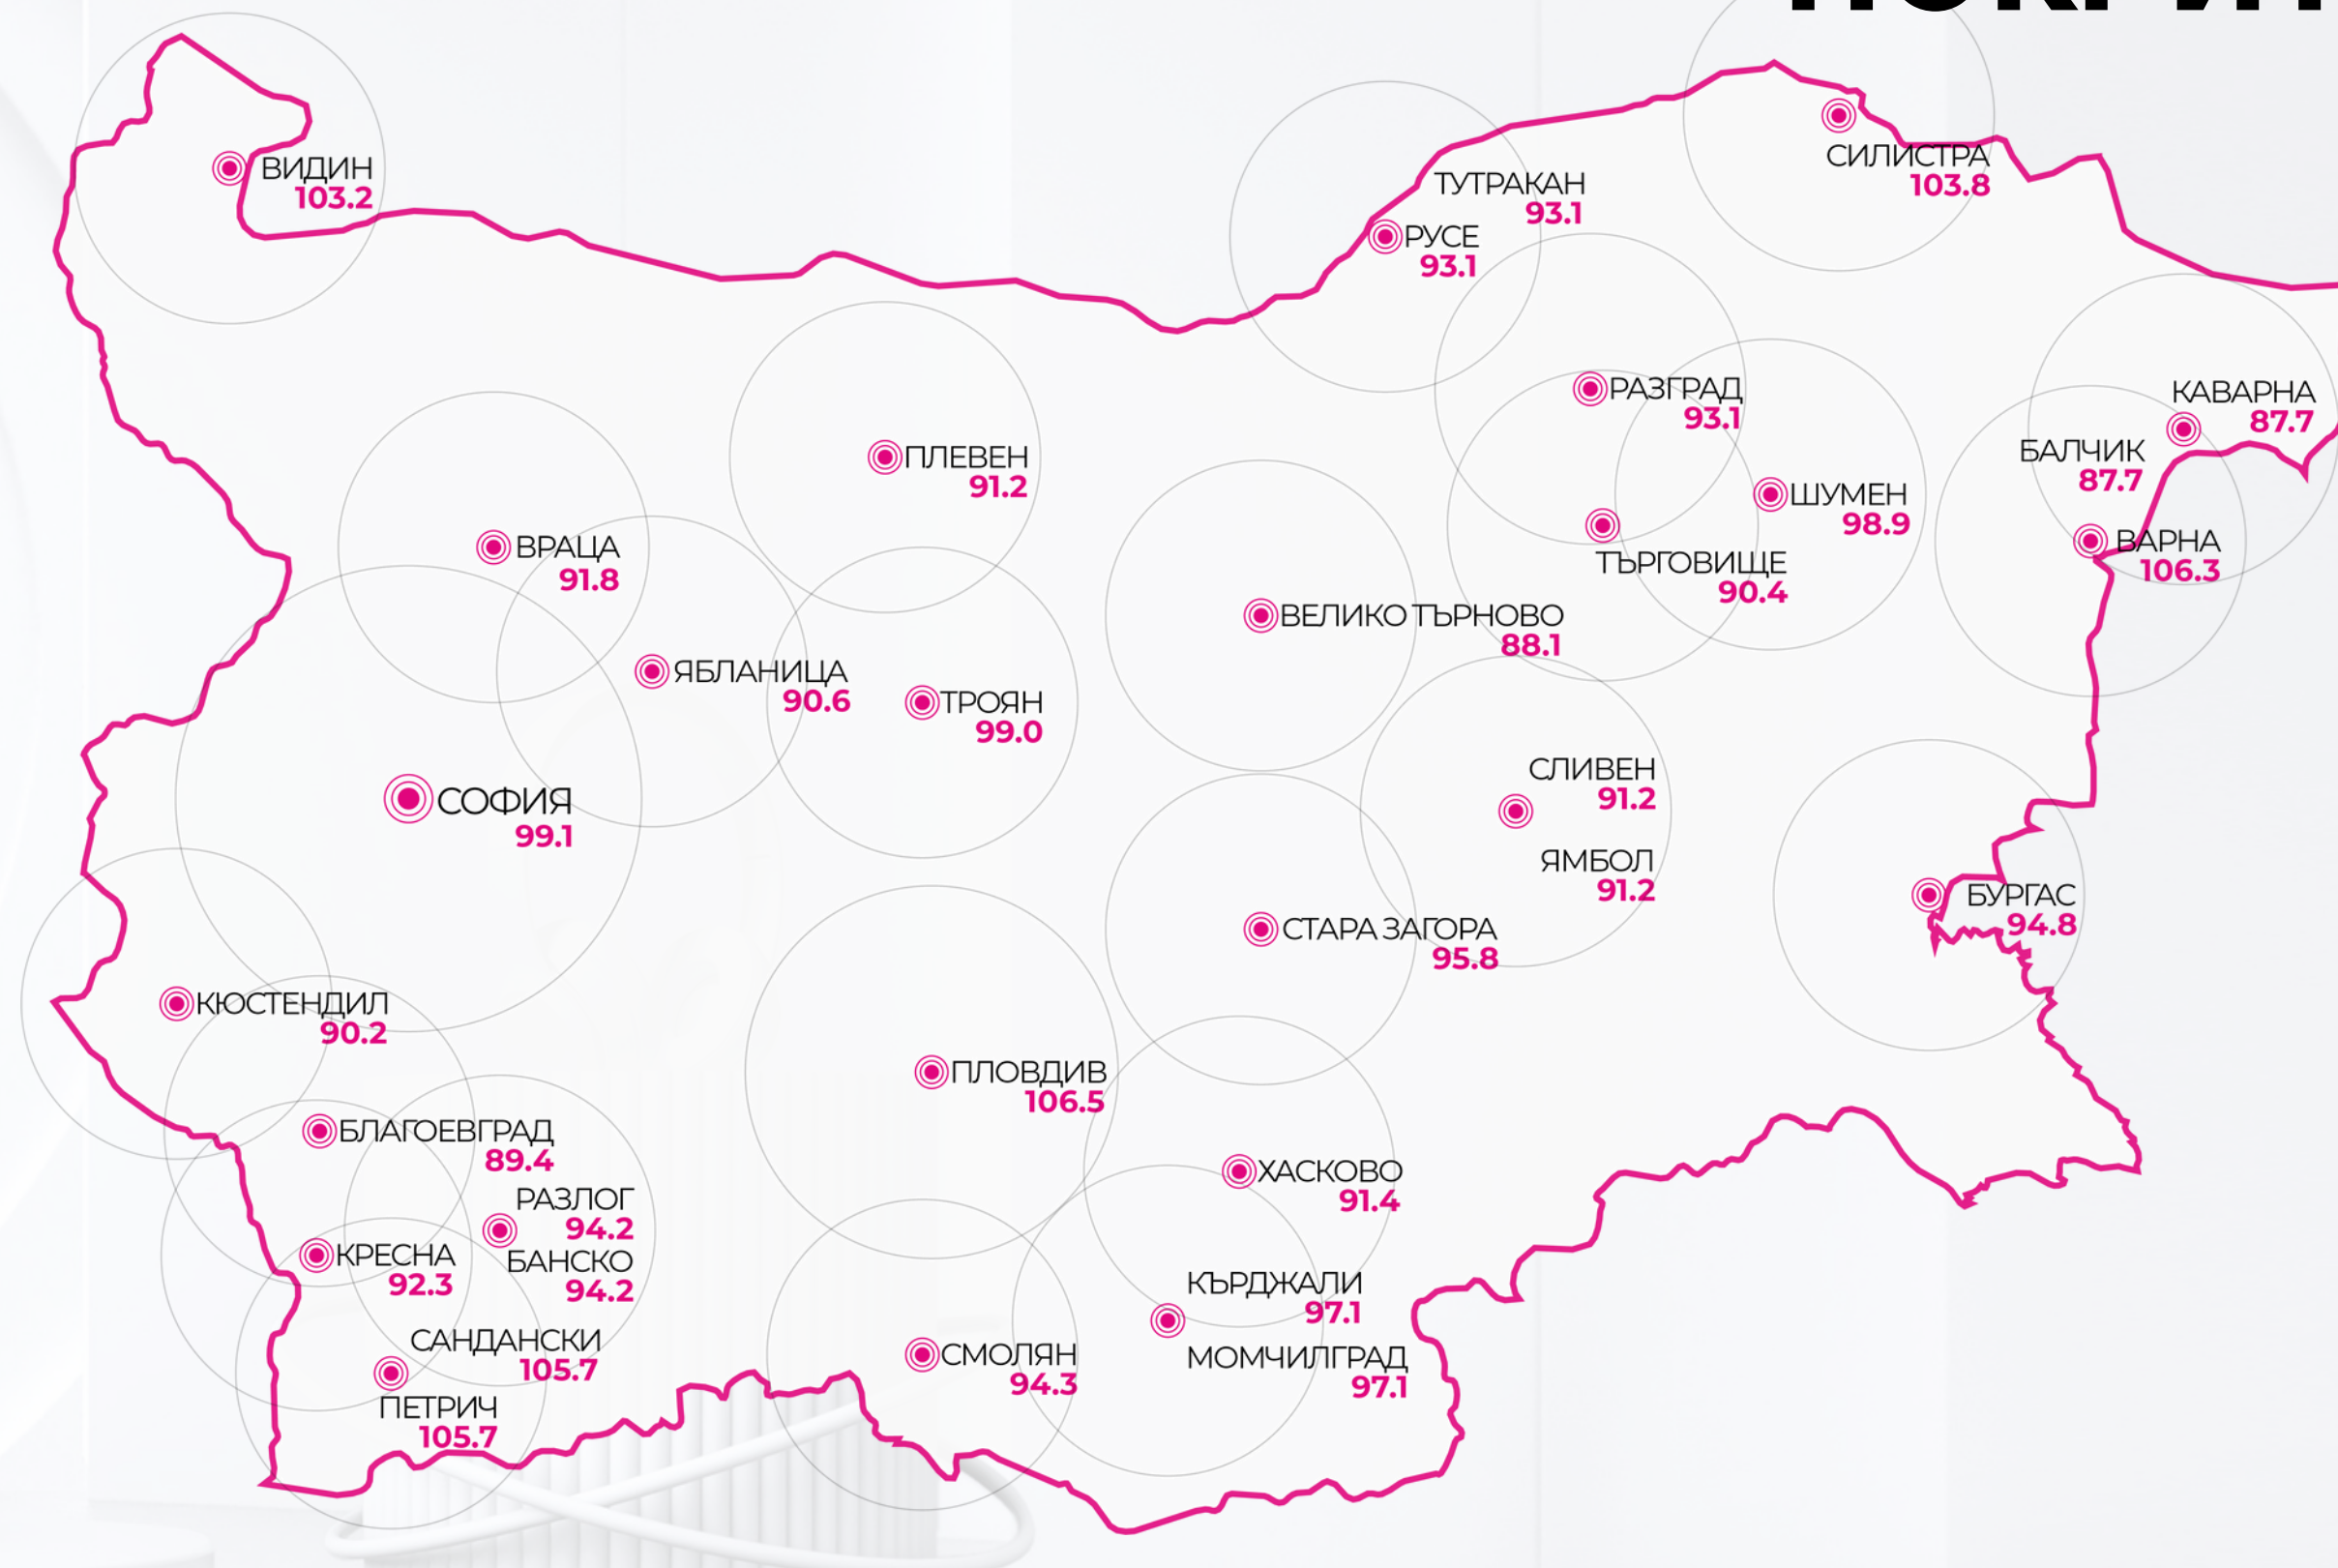 ВИДИН
103.2
СИЛИСТРА
103.8
ТУТРАКАН
93.1
РУСЕ
93.1
РАЗГРАД
93.1
КАВАРНА
87.7
БАЛЧИК
87.7
ПЛЕВЕН
91.2
ШУМЕН
98.9
ВРАЦА
91.8
ВАРНА
106.3
ТЪРГОВИЩЕ
90.4
ВЕЛИКО ТЪРНОВО
88.1
ЯБЛАНИЦА
90.6
ТРОЯН
99.0
СОФИЯ
99.1
СЛИВЕН
91.2
ЯМБОЛ
91.2
БУРГАС
94.8
СТАРА ЗАГОРА
95.8
КЮСТЕНДИЛ
90.2
ПЛОВДИВ
106.5
БЛАГОЕВГРАД
89.4
ХАСКОВО
91.4
РАЗЛОГ
94.2
КРЕСНА
92.3
БАНСКО
94.2
КЪРДЖАЛИ
97.1
САНДАНСКИ
105.7
СМОЛЯН
94.3
МОМЧИЛГРАД
97.1
ПЕТРИЧ
105.7